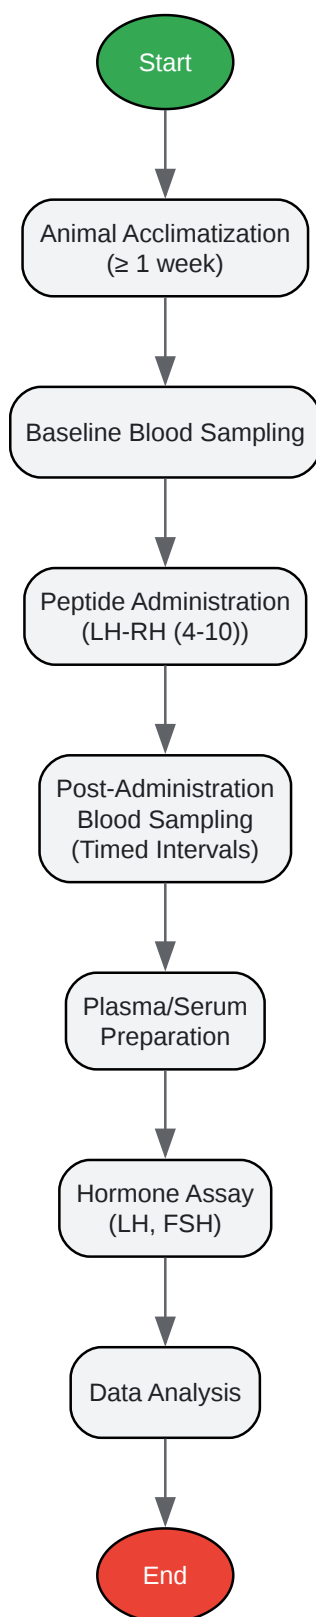 Start
Animal Acclimatization
(≥ 1 week)
Baseline Blood Sampling
Peptide Administration
(LH-RH (4-10))
Post-Administration
Blood Sampling
(Timed Intervals)
Plasma/Serum
Preparation
Hormone Assay
(LH, FSH)
Data Analysis
End